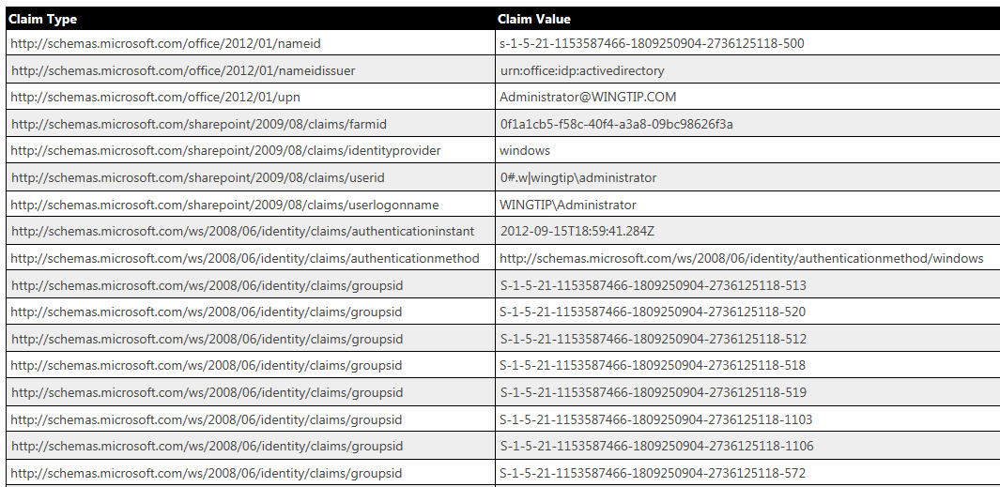 Claim Type Claim Value
http://schemas.microsoft.com/office/2012/01/nameid s-1-5-21-1153587466-1809250904-2736125118-500
http://schemas.microsoft.com/office/2012/01/nameidissuer urn:office:idp:activedirectory
http://schemas.microsoft.com/office/2012/01/upn Administrator@WINGTIP.COM
http://schemas.microsoft.com/sharepoint/2009/08/claims/farmid 0f1a1cb5-f58c-40f4-a3a8-09bc98626f3a
http://schemas.microsoft.com/sharepoint/2009/08/claims/identityprovider windows
http://schemas.microsoft.com/sharepoint/2009/08/claims/userid 0#.w|wingtip\administrator
http://schemas.microsoft.com/sharepoint/2009/08/claims/userlogonname WINGTIP\Administrator
http://schemas.microsoft.com/ws/2008/06/identity/claims/authenticationinstant 2012-09-15T18:59:41.284Z
http://schemas.microsoft.com/ws/2008/06/identity/claims/authenticationmethod http://schemas.microsoft.com/ws/2008/06/identity/authenticationmethod/windows
http://schemas.microsoft.com/ws/2008/06/identity/claims/groupsid S-1-5-21-1153587466-1809250904-2736125118-513
http://schemas.microsoft.com/ws/2008/06/identity/claims/groupsid S-1-5-21-1153587466-1809250904-2736125118-520
http://schemas.microsoft.com/ws/2008/06/identity/claims/groupsid S-1-5-21-1153587466-1809250904-2736125118-512
http://schemas.microsoft.com/ws/2008/06/identity/claims/groupsid S-1-5-21-1153587466-1809250904-2736125118-518
http://schemas.microsoft.com/ws/2008/06/identity/claims/groupsid S-1-5-21-1153587466-1809250904-2736125118-519
http://schemas.microsoft.com/ws/2008/06/identity/claims/groupsid S-1-5-21-1153587466-1809250904-2736125118-1103
http://schemas.microsoft.com/ws/2008/06/identity/claims/groupsid S-1-5-21-1153587466-1809250904-2736125118-1106
http://schemas.microsoft.com/ws/2008/06/identity/claims/groupsid S-1-5-21-1153587466-1809250904-2736125118-572